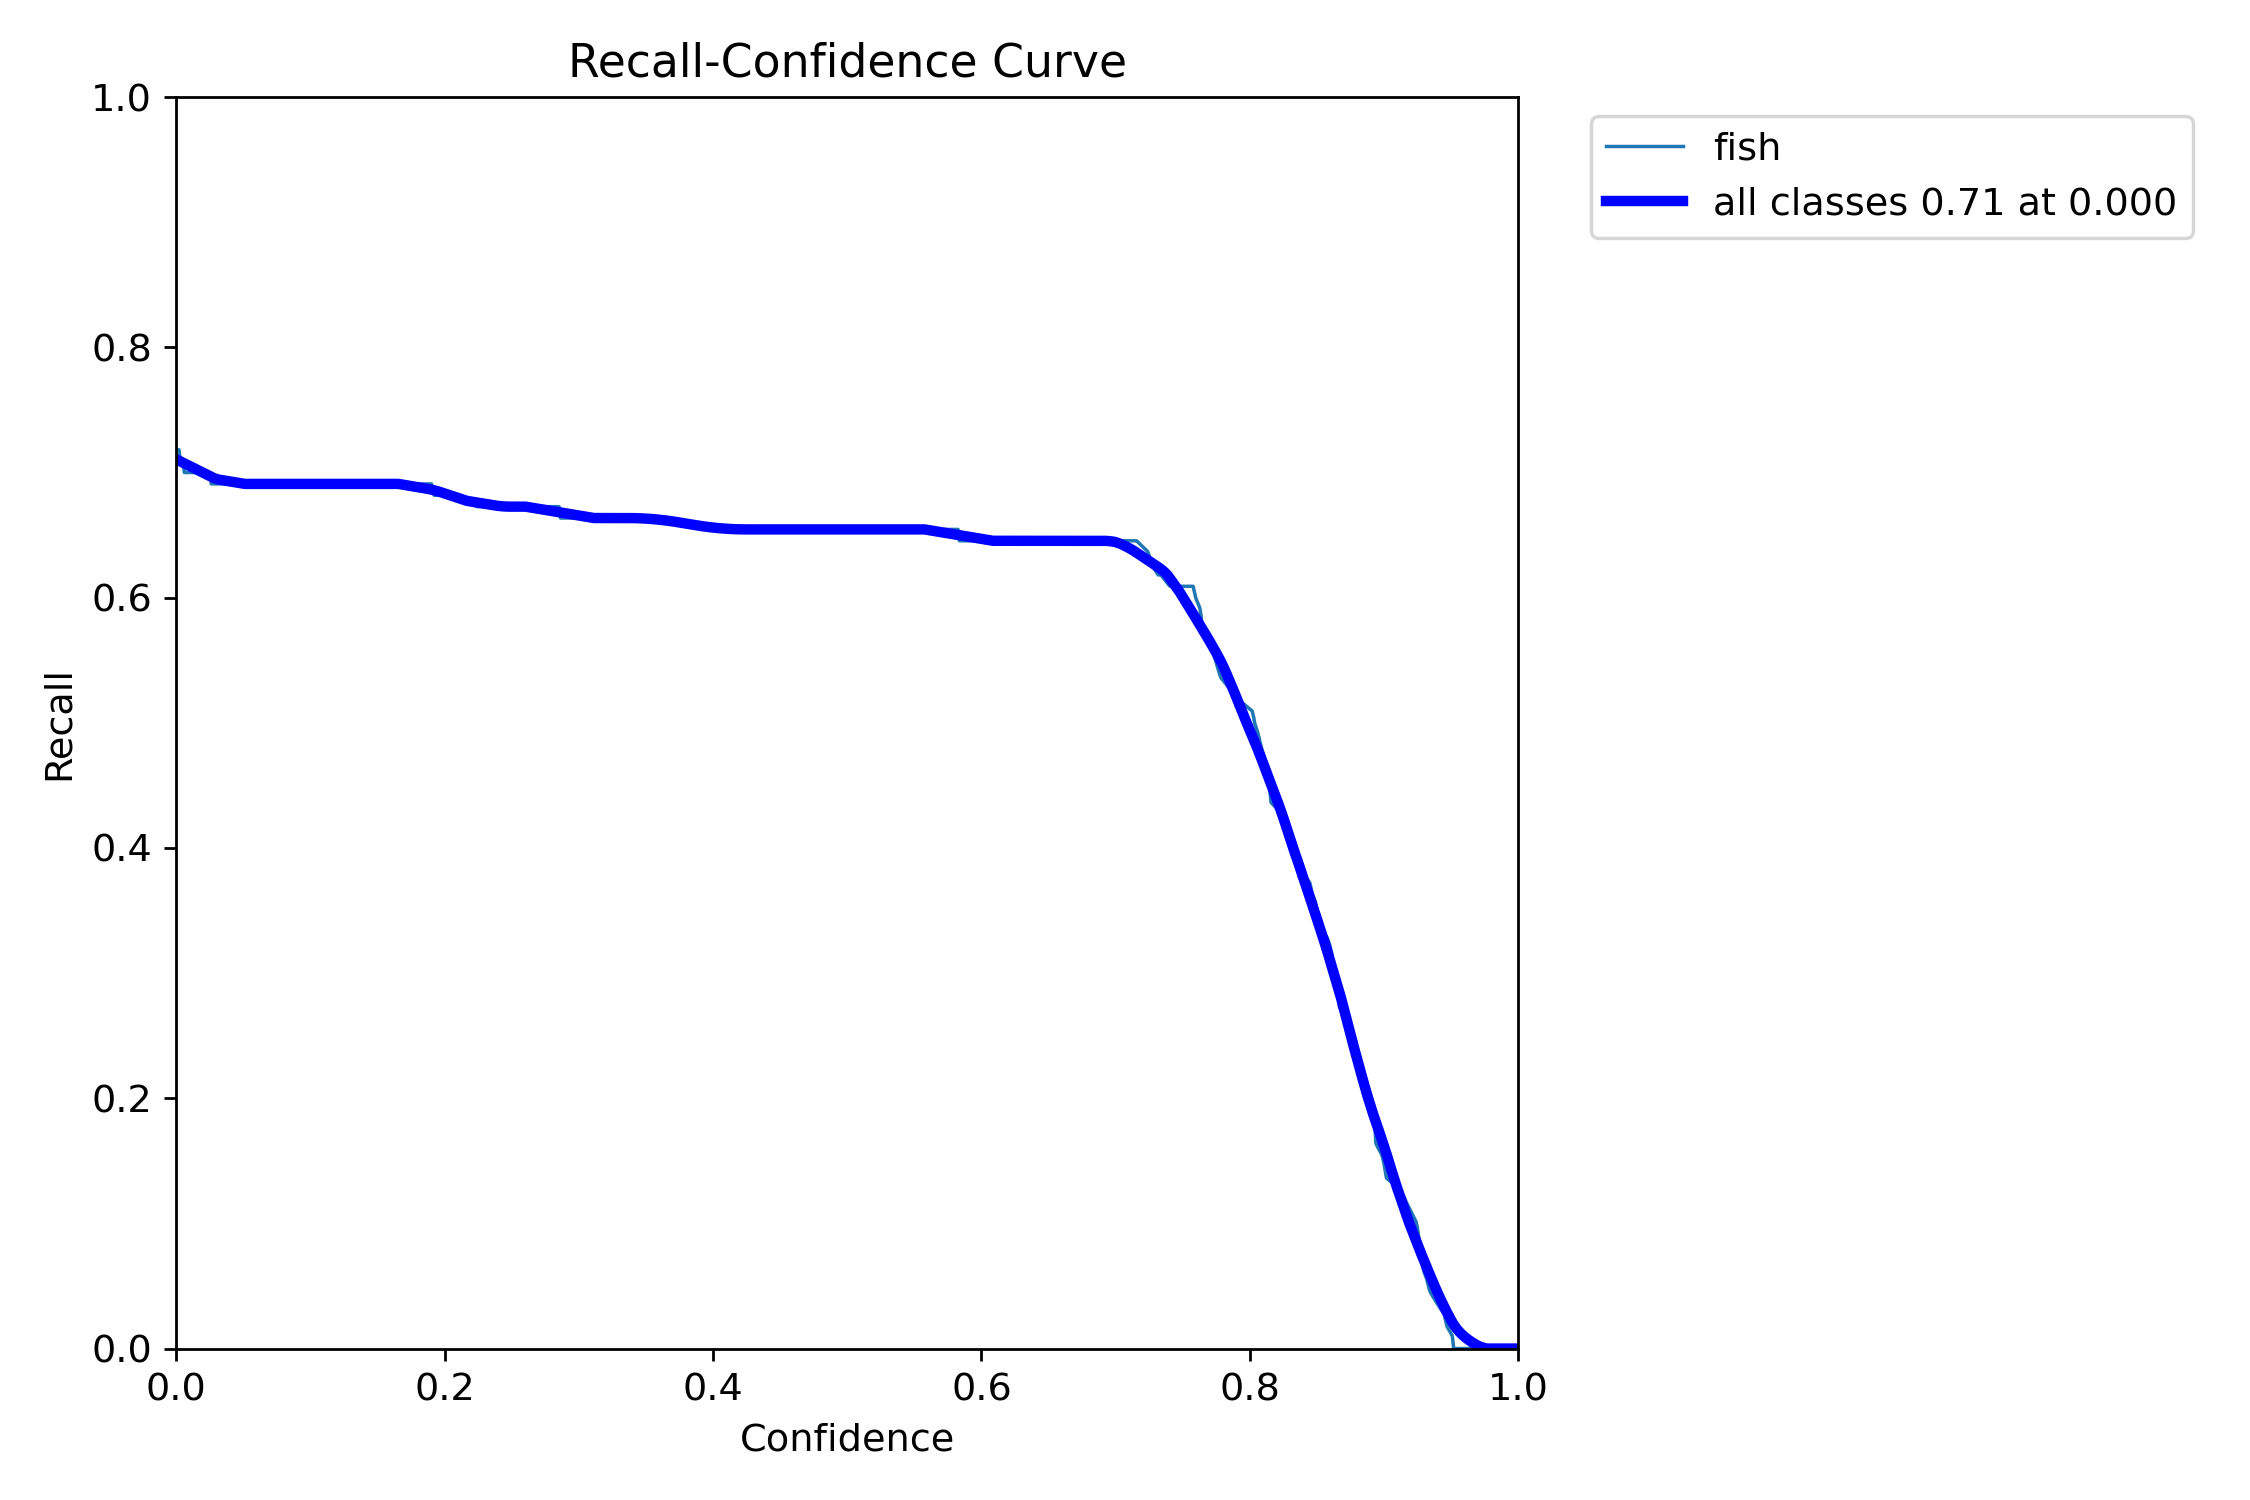 Recall-Confidence Curve
1.0
0.8
0.6
0.4
0.2
0.0
Recall
0.0 0.2 0.4 0.6 0.8 1.0
Confidence
fish
all classes 0.71 at 0.000